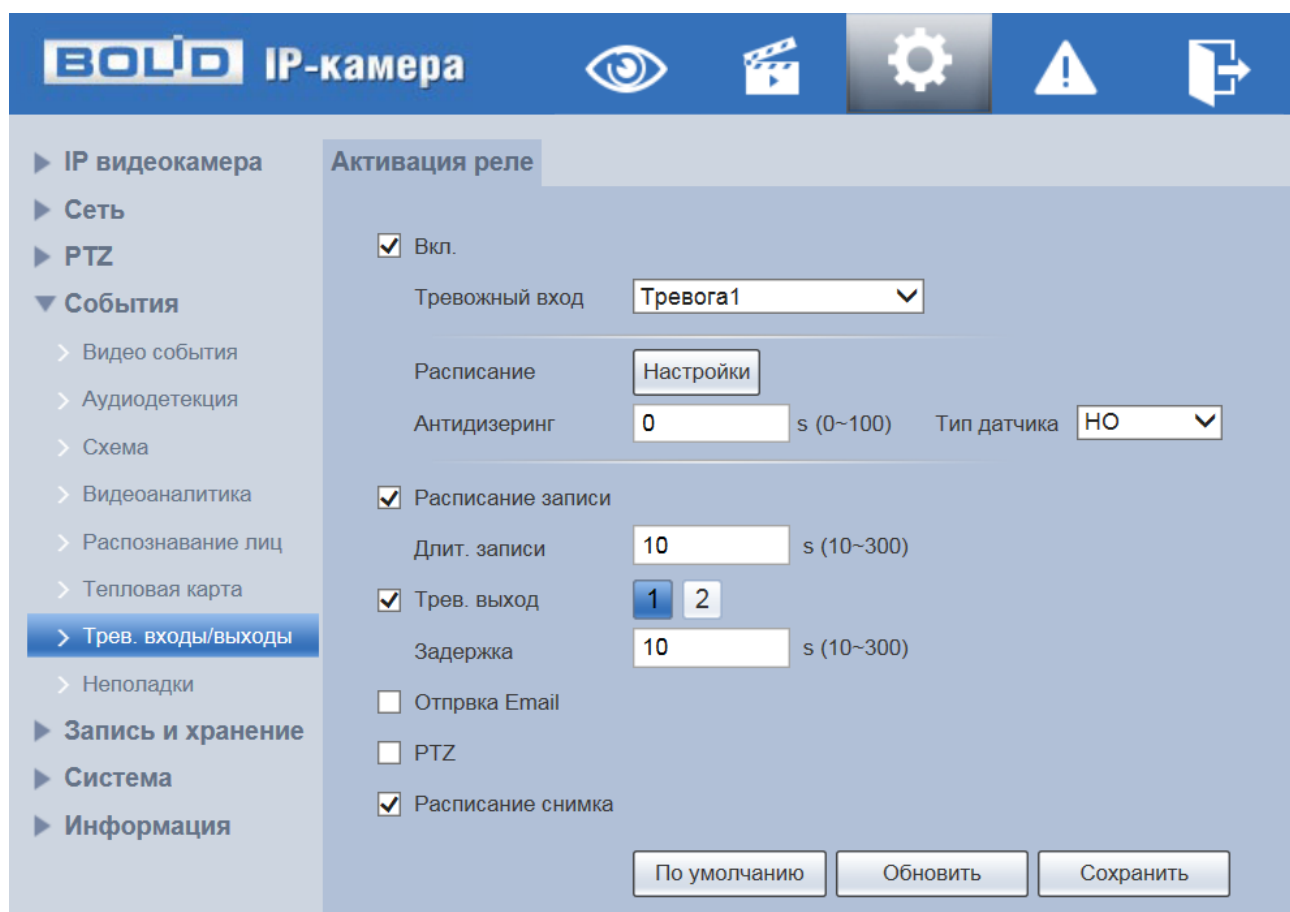 BOLID IP-камера
IP видеокамера
Сеть
PTZ
События
Видео события
Аудиодетекция
Схема
Видеоаналитика
Распознавание лиц
Тепловая карта
Трев. входы/выходы
Неполадки
Запись и хранение
Система
Информация
Активация реле
Вкл.
Тревожный вход Тревога1
Расписание Настройки
Антидизеринг 0 s (0~100) Тип датчика НО
Расписание записи
Длит. записи 10 s (10~300)
Трев. выход 1 2
Задержка 10 s (10~300)
Отпрвка Email
PTZ
Расписание снимка
По умолчанию Обновить Сохранить